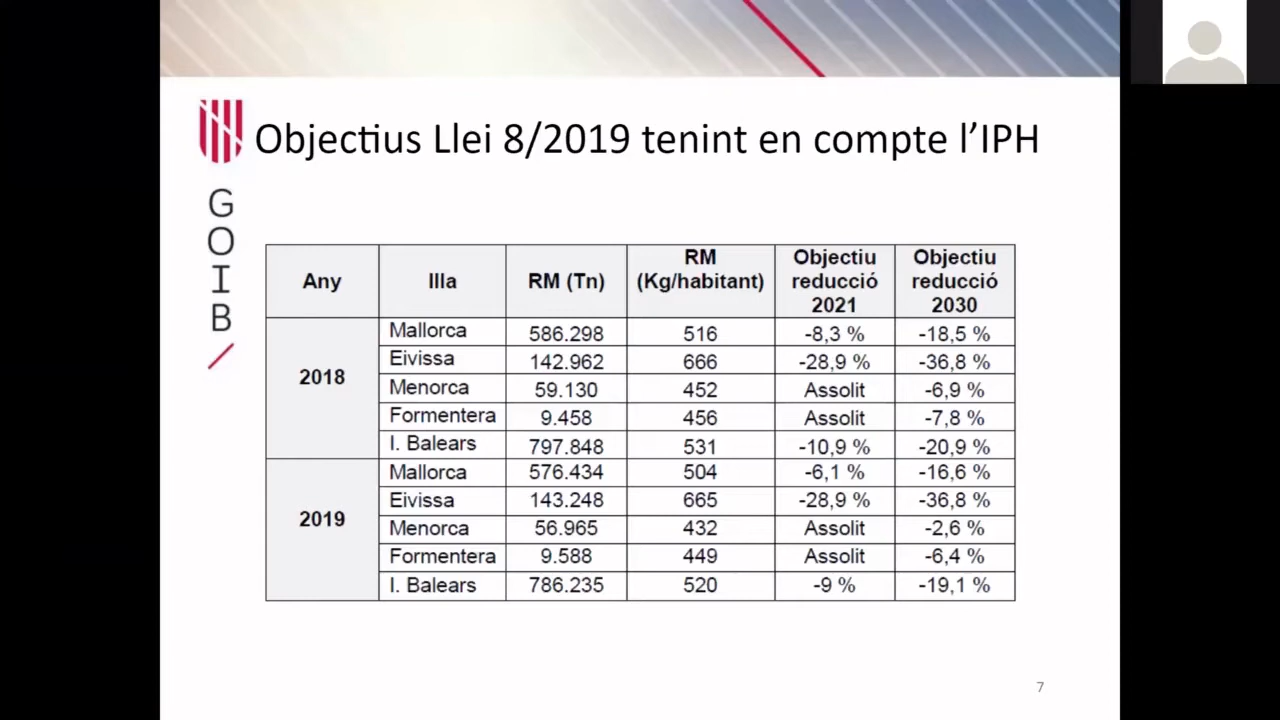 Objectius Llei 8/2019 tenint en compte l'IPH
G
O
I
B
Any Illa RM (Tn) RM (Kg/habitant) Objectiu reducció 2021 Objectiu reducció 2030
2018
Mallorca 586.298 516 -8,3 % -18,5 %
Eivissa 142.962 666 -28,9 % -36,8 %
Menorca 59.130 452 Assolit -6,9 %
Formentera 9.458 456 Assolit -7,8 %
I. Balears 797.848 531 -10,9 % -20,9 %
2019
Mallorca 576.434 504 -6,1 % -16,6 %
Eivissa 143.248 665 -28,9 % -36,8 %
Menorca 56.965 432 Assolit -2,6 %
Formentera 9.588 449 Assolit -6,4 %
I. Balears 786.235 520 -9 % -19,1 %
7